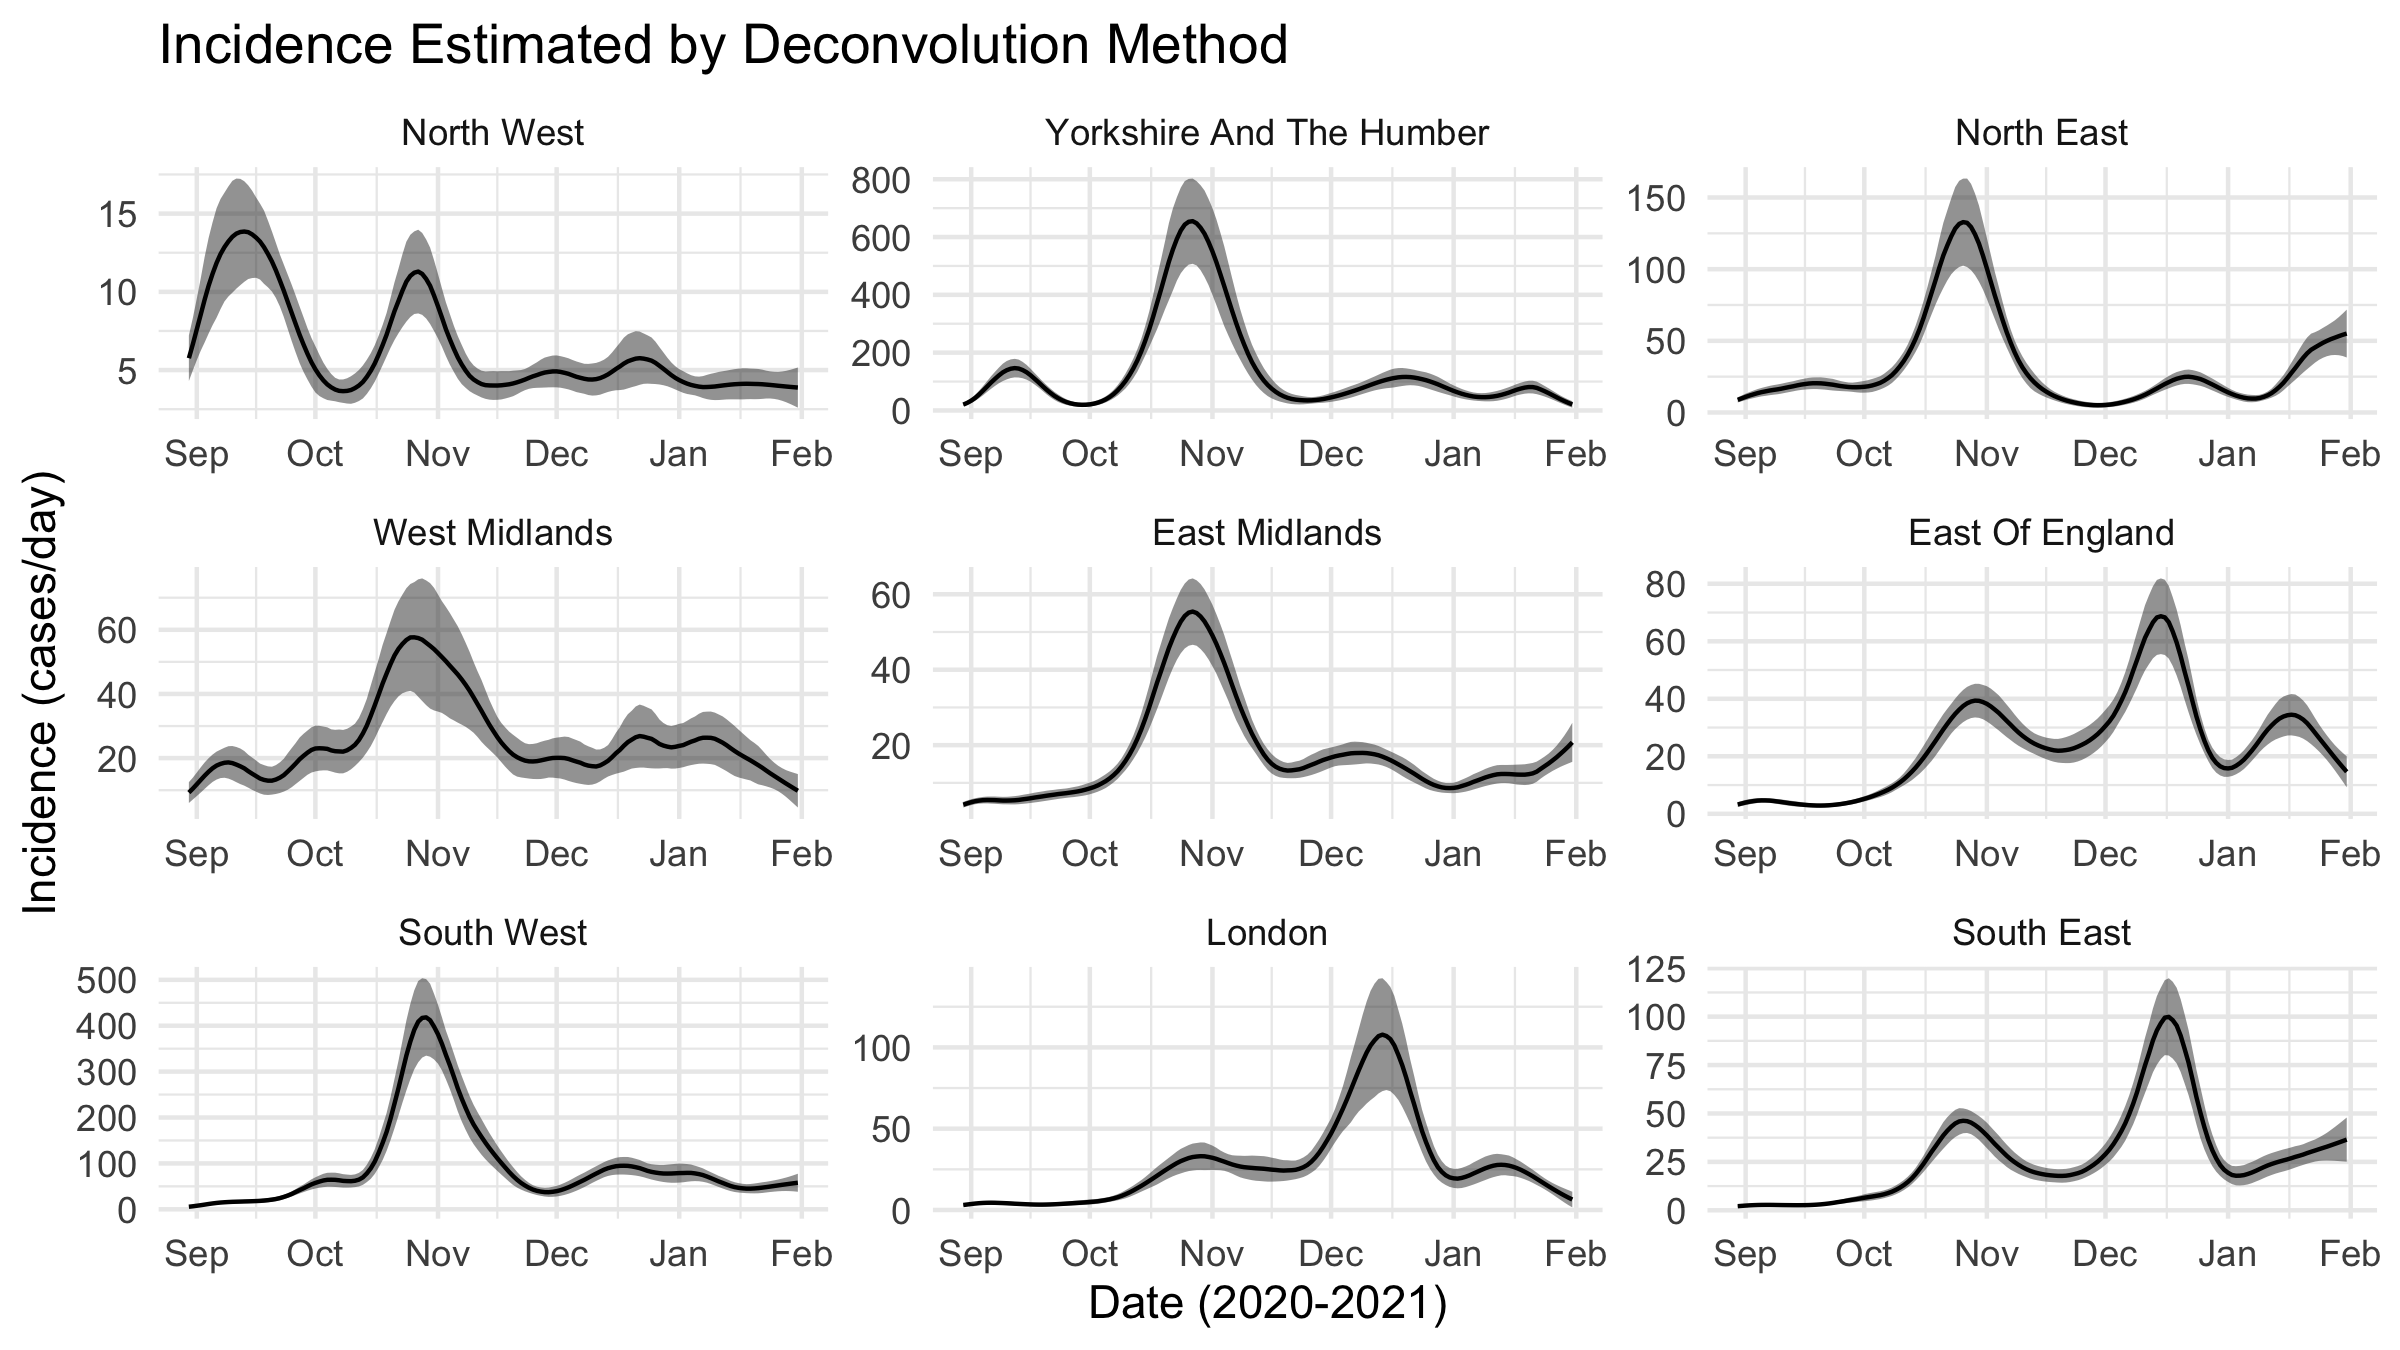 Incidence Estimated by Deconvolution Method
North West
Yorkshire And The Humber
North East
15
10
5
800
600
400
200
0
150
100
50
0
Sep Oct Nov Dec Jan Feb
Sep Oct Nov Dec Jan Feb
Sep Oct Nov Dec Jan Feb
Incidence (cases/day)
West Midlands
East Midlands
East Of England
60
40
20
60
40
20
80
60
40
20
0
Sep Oct Nov Dec Jan Feb
Sep Oct Nov Dec Jan Feb
Sep Oct Nov Dec Jan Feb
South West
London
South East
500
400
300
200
100
0
100
50
0
125
100
75
50
25
0
Sep Oct Nov Dec Jan Feb
Sep Oct Nov Dec Jan Feb
Sep Oct Nov Dec Jan Feb
Date (2020-2021)